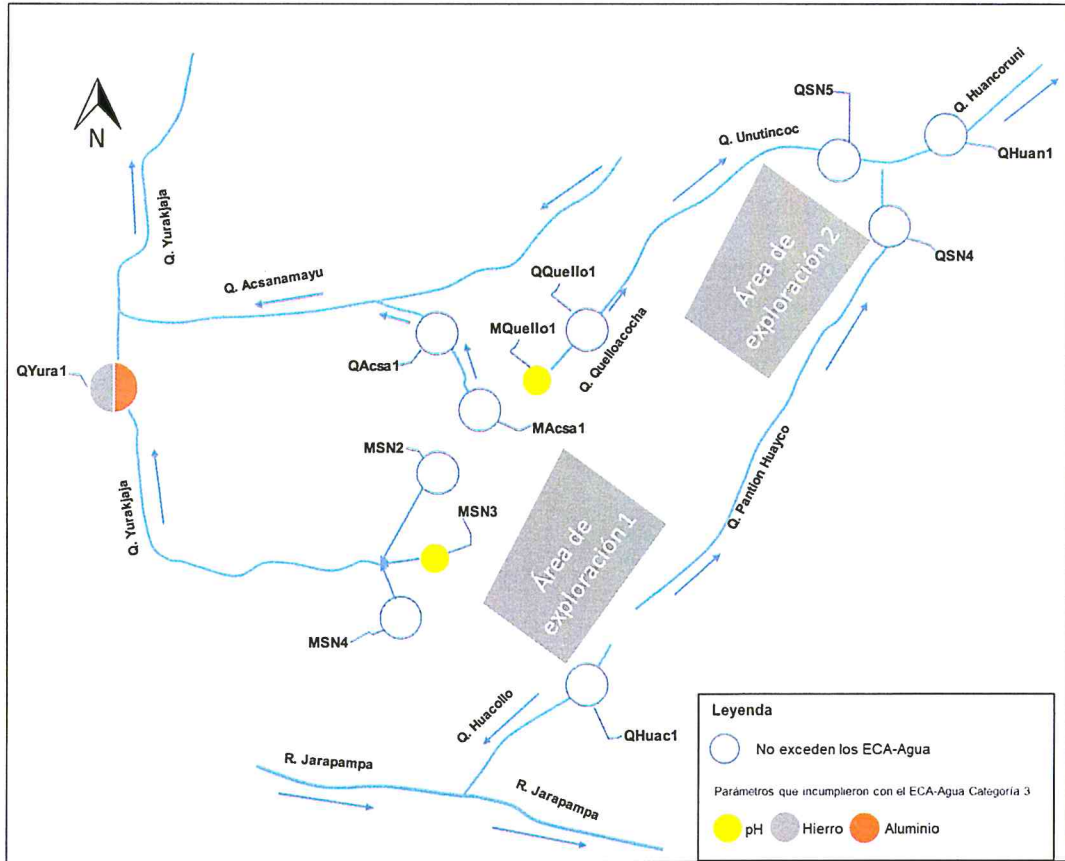 QSN5
Q. Huancoruni
Q. Unutincoc
QHuan1
N
Q. Yurakjaja
QSN4
Área de
exploración 2
Q. Acsanamayu
QQuello1
MQuello1
Q. Quelloacocha
QYura1
QAcsa1
MAcsa1
MSN2
Q. Pantion Huayco
Q. Yurakjaja
MSN3
Área de
exploración 1
MSN4
Q. Huacollo
QHuac1
R. Jarapampa
R. Jarapampa
Leyenda
No exceden los ECA-Agua
Parámetros que incumplieron con el ECA-Agua Categoría 3
pH
Hierro
Aluminio